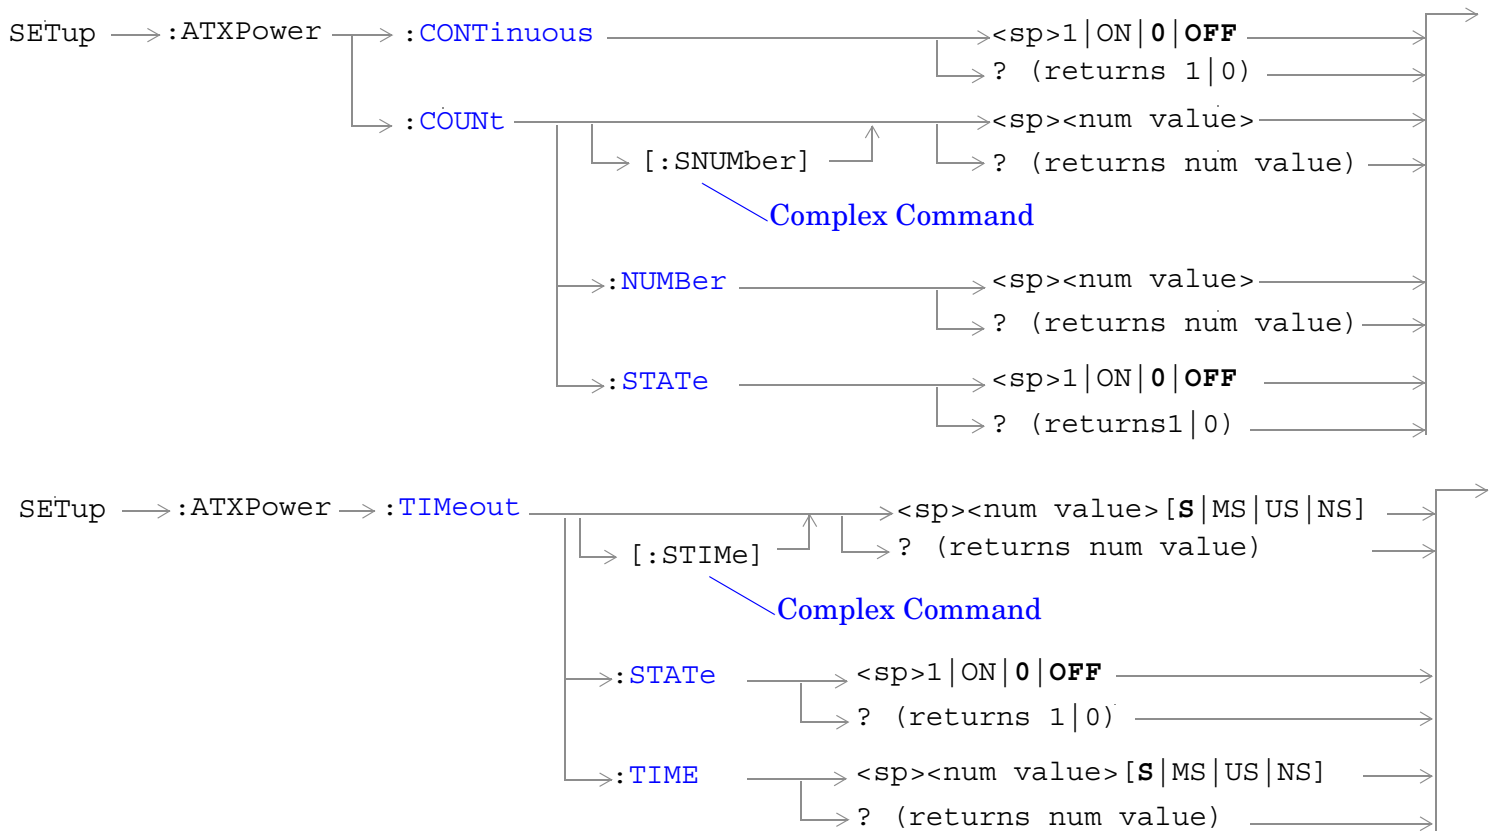 SETup :ATXPower :CONTinuous <sp>1|ON|0|OFF
? (returns 1|0)
:COUNt <sp><num value>
[:SNUMber] ? (returns num value)
Complex Command
:NUMBer <sp><num value>
? (returns num value)
:STATe <sp>1|ON|0|OFF
? (returns1|0)
SETup :ATXPower :TIMeout <sp><num value>[S|MS|US|NS]
[:STIMe] ? (returns num value)
Complex Command
:STATe <sp>1|ON|0|OFF
? (returns 1|0)
:TIME <sp><num value>[S|MS|US|NS]
? (returns num value)